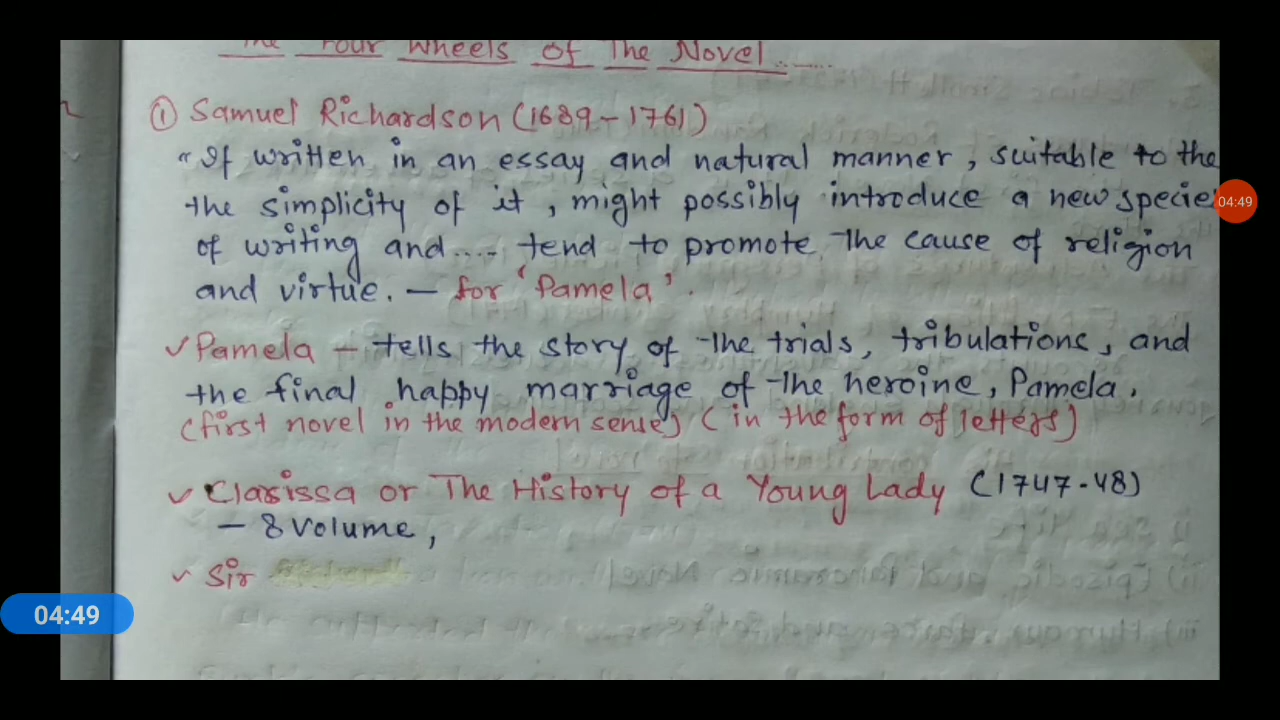 The Four Wheels Of The Novel......
① Samuel Richardson (1689-1761)
"If written in an essay and natural manner, suitable to the
the simplicity of it, might possibly introduce a new specie
of writing and.... tend to promote the cause of religion
and virtue. — for 'Pamela'.
✓ Pamela — tells the story of the trials, tribulations, and
the final happy marriage of the heroine, Pamela.
(first novel in the modern sense) (in the form of letters)
✓ Clarissa or The History of a Young Lady (1747-48)
— 8 volume,
✓ Sir
04:49
04:49